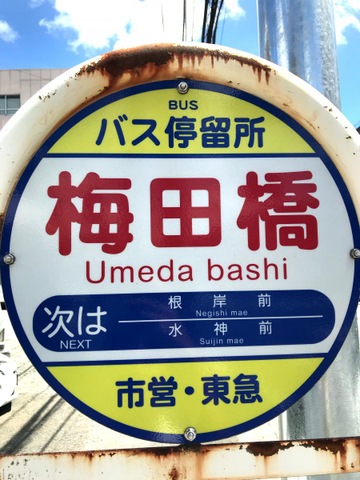 BUS
バス停留所
梅田橋
Umeda bashi
次は
NEXT
根岸前
Negishi mae
水神前
Suijin mae
市営・東急